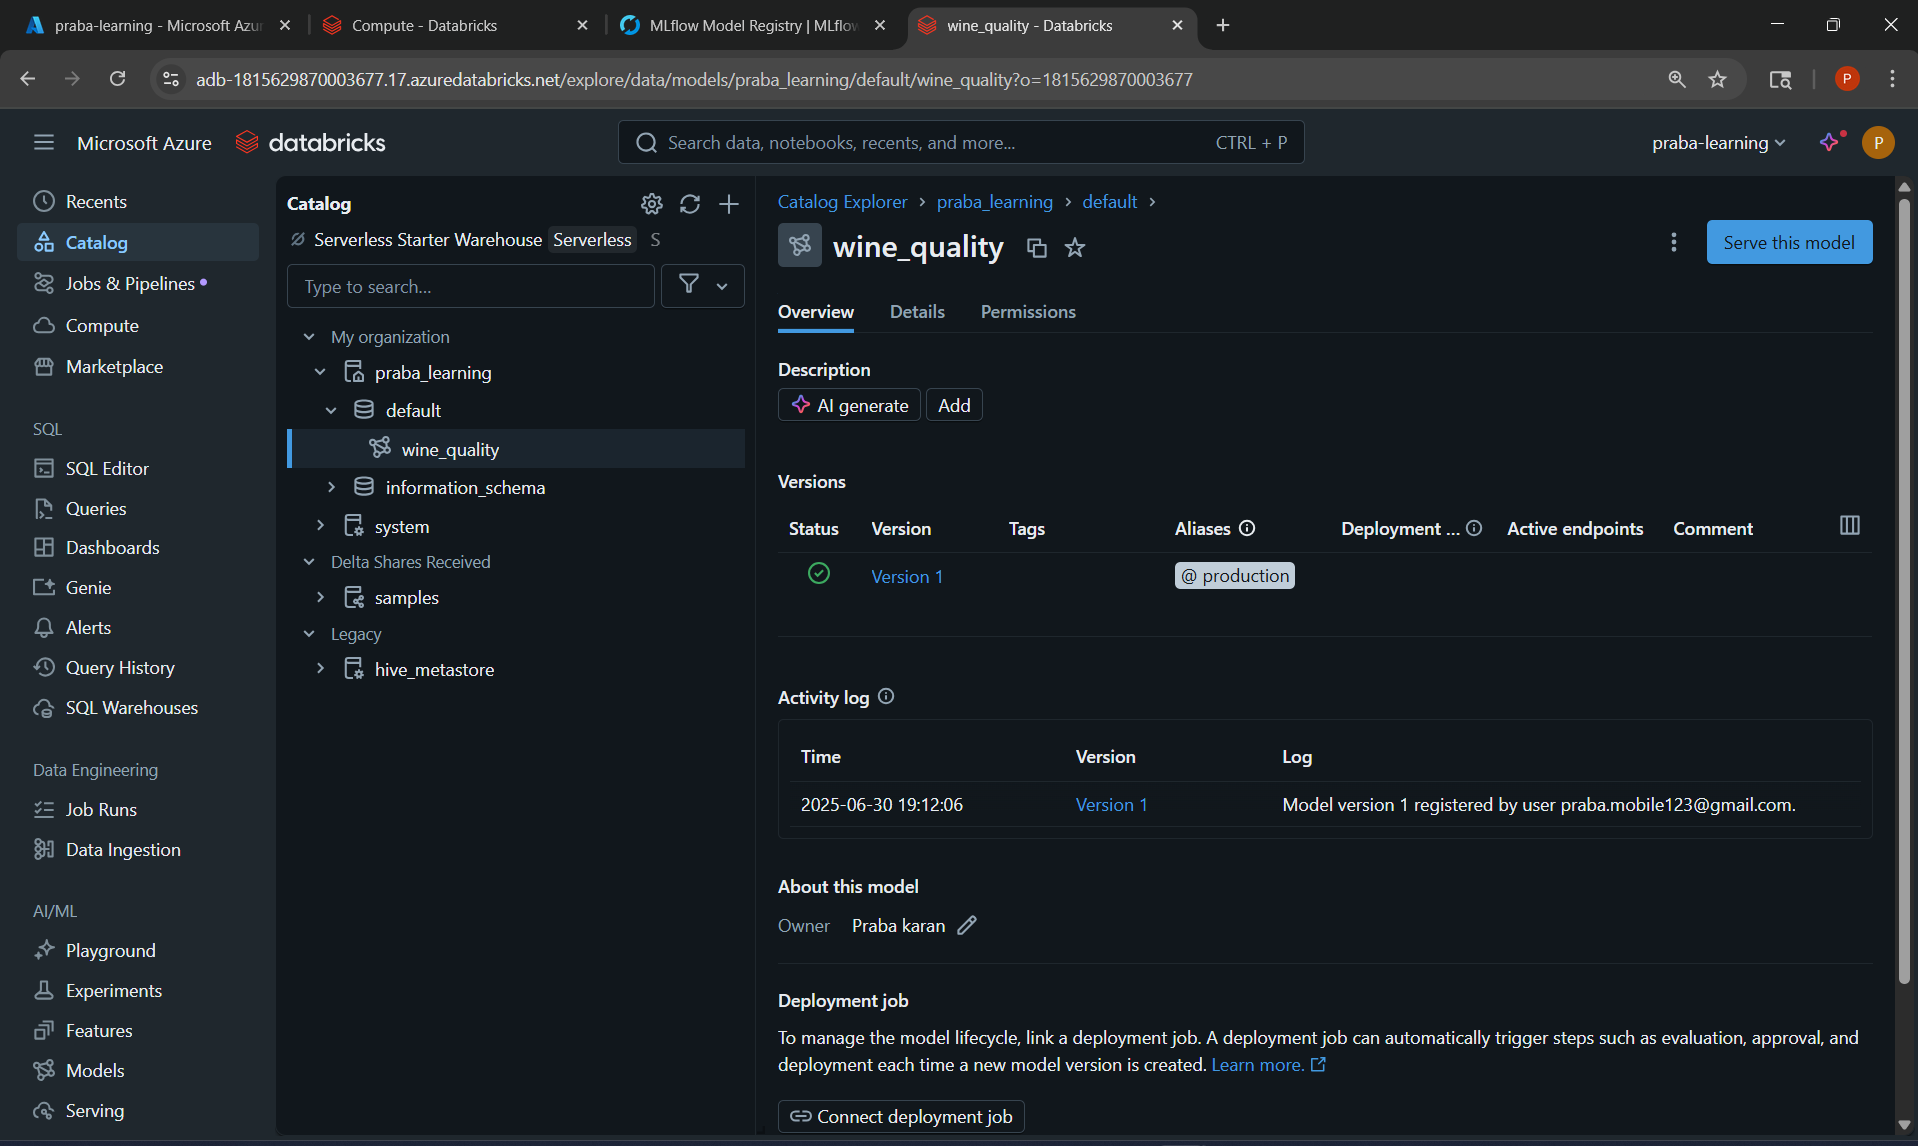 praba-learning - Microsoft Azu
Compute - Databricks
MLflow Model Registry | MLflo
wine_quality - Databricks
adb-1815629870003677.17.azuredatabricks.net/explore/data/models/praba_learning/default/wine_quality?o=1815629870003677
P
Microsoft Azure
databricks
Search data, notebooks, recents, and more...
CTRL + P
praba-learning
P
Recents
Catalog
Jobs & Pipelines
Compute
Marketplace
SQL
SQL Editor
Queries
Dashboards
Genie
Alerts
Query History
SQL Warehouses
Data Engineering
Job Runs
Data Ingestion
AI/ML
Playground
Experiments
Features
Models
Serving
Catalog
Serverless Starter Warehouse Serverless S
Type to search...
My organization
praba_learning
default
wine_quality
information_schema
system
Delta Shares Received
samples
Legacy
hive_metastore
Catalog Explorer > praba_learning > default >
wine_quality
Serve this model
Overview Details Permissions
Description
AI generate Add
Versions
Status Version Tags Aliases Deployment ... Active endpoints Comment
Version 1 @ production
Activity log
Time Version Log
2025-06-30 19:12:06 Version 1 Model version 1 registered by user praba.mobile123@gmail.com.
About this model
Owner Praba karan
Deployment job
To manage the model lifecycle, link a deployment job. A deployment job can automatically trigger steps such as evaluation, approval, and
deployment each time a new model version is created. Learn more.
Connect deployment job